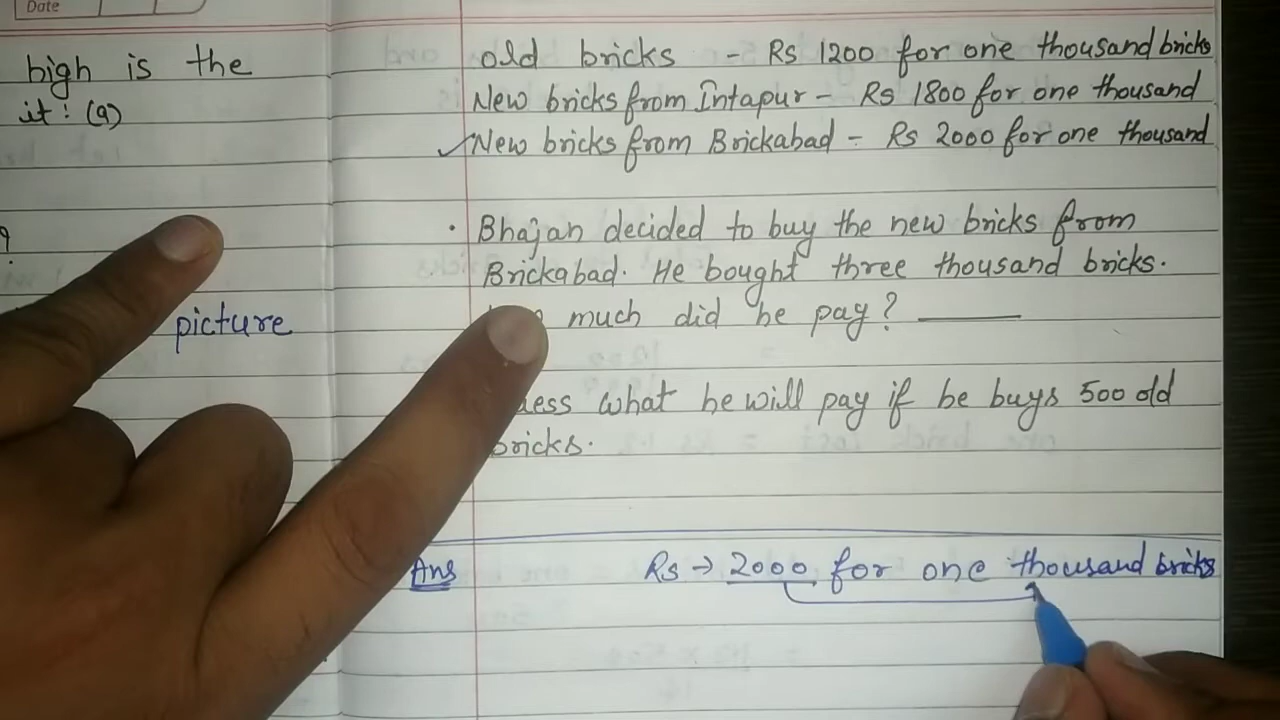 Date
high is the
it: (a)
?
picture
old bricks - Rs 1200 for one thousand bricks
New bricks from Intapur - Rs 1800 for one thousand
✓New bricks from Brickabad - Rs 2000 for one thousand
• Bhajan decided to buy the new bricks from
Brickabad. He bought three thousand bricks.
much did he pay? ______
what he will pay if he buys 500 old
bricks.
Ans Rs → 2000 for one thousand bricks